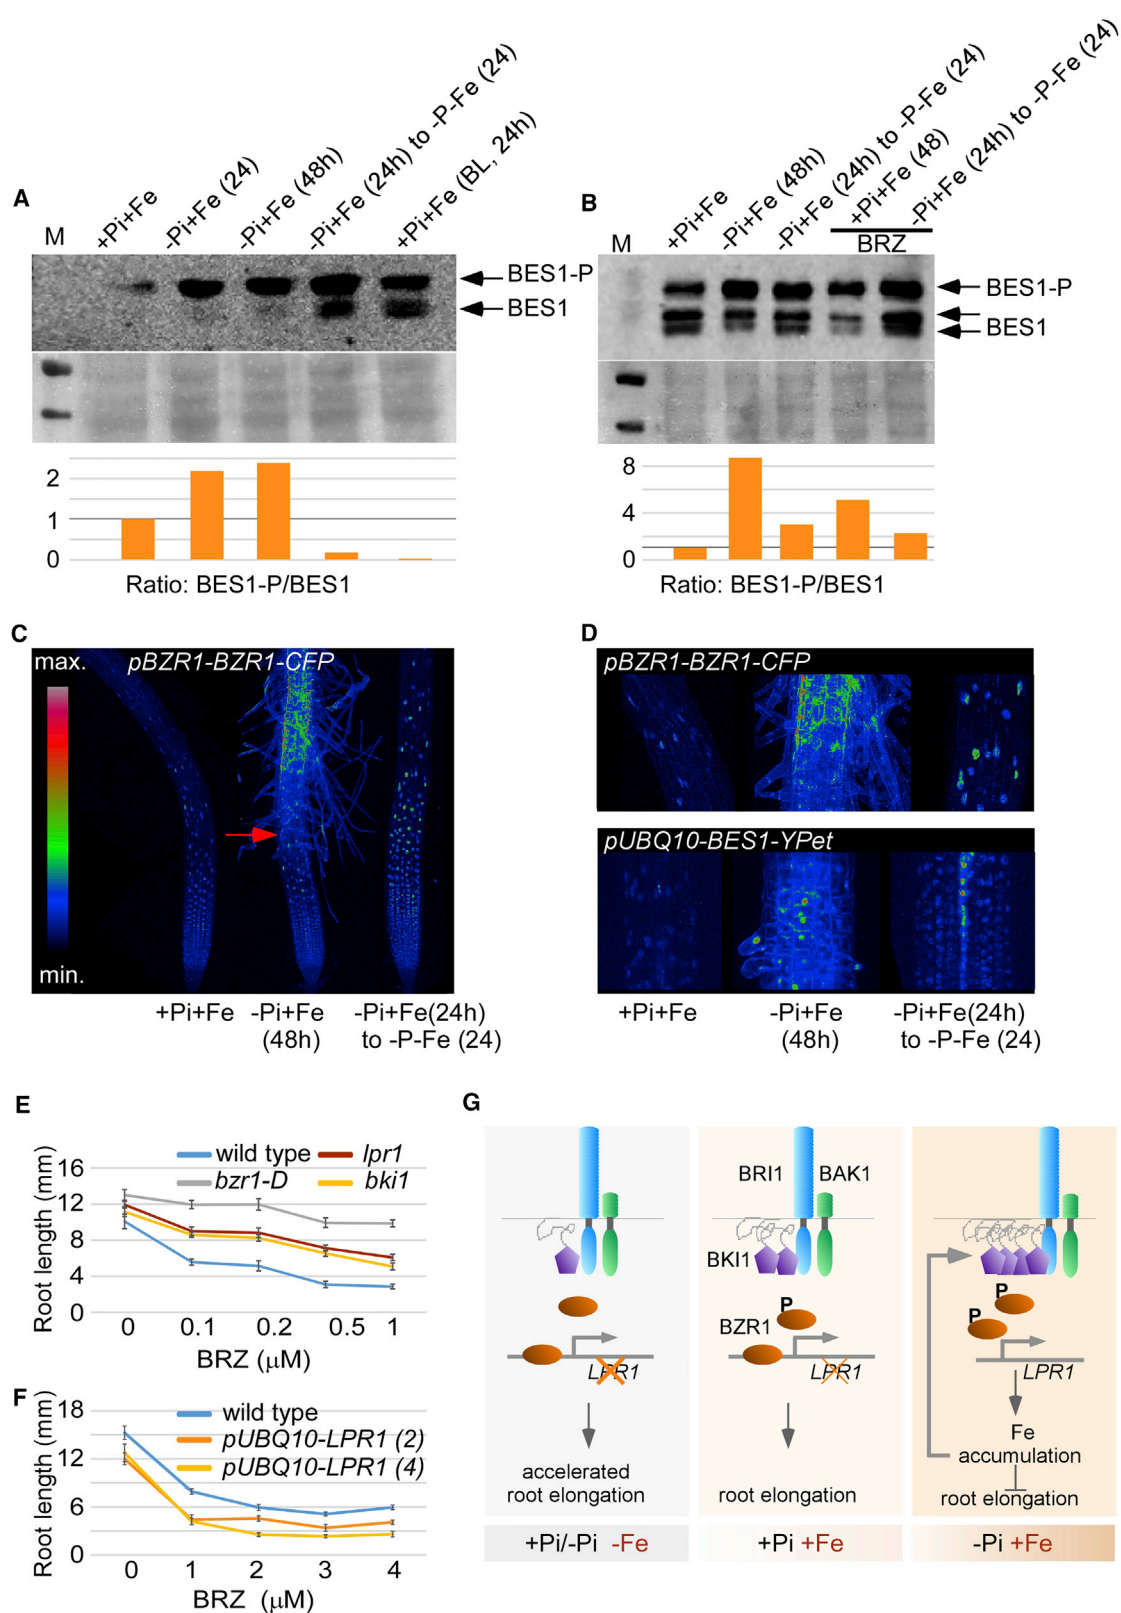 A
M
+Pi+Fe
-Pi+Fe (24)
-Pi+Fe (48h)
-Pi+Fe (24h) to -P-Fe (24)
+Pi+Fe (BL, 24h)
BES1-P
BES1
2
1
0
Ratio: BES1-P/BES1
B
M
+Pi+Fe
-Pi+Fe (48h)
-Pi+Fe (24h) to -P-Fe (24)
+Pi+Fe (48)
-Pi+Fe (24h) to -P-Fe (24)
BRZ
BES1-P
BES1
8
4
0
Ratio: BES1-P/BES1
C
max.
pBZR1-BZR1-CFP
min.
+Pi+Fe
-Pi+Fe
(48h)
-Pi+Fe(24h)
to -P-Fe (24)
D
pBZR1-BZR1-CFP
pUBQ10-BES1-YPet
+Pi+Fe
-Pi+Fe
(48h)
-Pi+Fe(24h)
to -P-Fe (24)
E
Root length (mm)
16
12
8
4
0
wild type
lpr1
bzr1-D
bki1
0 0.1 0.2 0.5 1
BRZ (μM)
F
Root length (mm)
18
12
6
0
wild type
pUBQ10-LPR1 (2)
pUBQ10-LPR1 (4)
0 1 2 3 4
BRZ (μM)
G
LPR1
accelerated
root elongation
+Pi/-Pi -Fe
BRI1
BAK1
BKI1
P
BZR1
LPR1
root elongation
+Pi +Fe
P
P
LPR1
Fe
accumulation
root elongation
-Pi +Fe